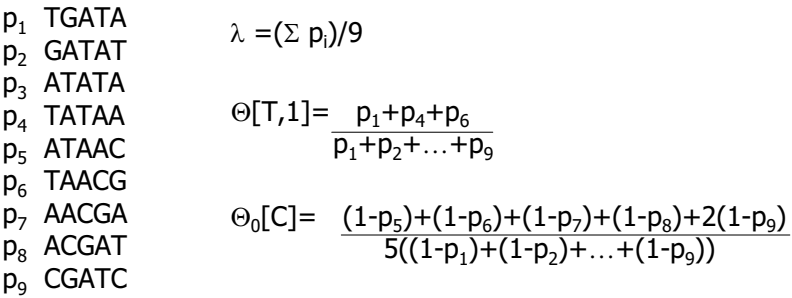 p₁ TGATA
p₂ GATAT
p₃ ATATA
p₄ TATAA
p₅ ATAAC
p₆ TAACG
p₇ AACGA
p₈ ACGAT
p₉ CGATC
λ =(Σ pᵢ)/9
Θ[T,1]= p₁+p₄+p₆
p₁+p₂+…+p₉
Θ₀[C]= (1-p₅)+(1-p₆)+(1-p₇)+(1-p₈)+2(1-p₉)
5((1-p₁)+(1-p₂)+…+(1-p₉))